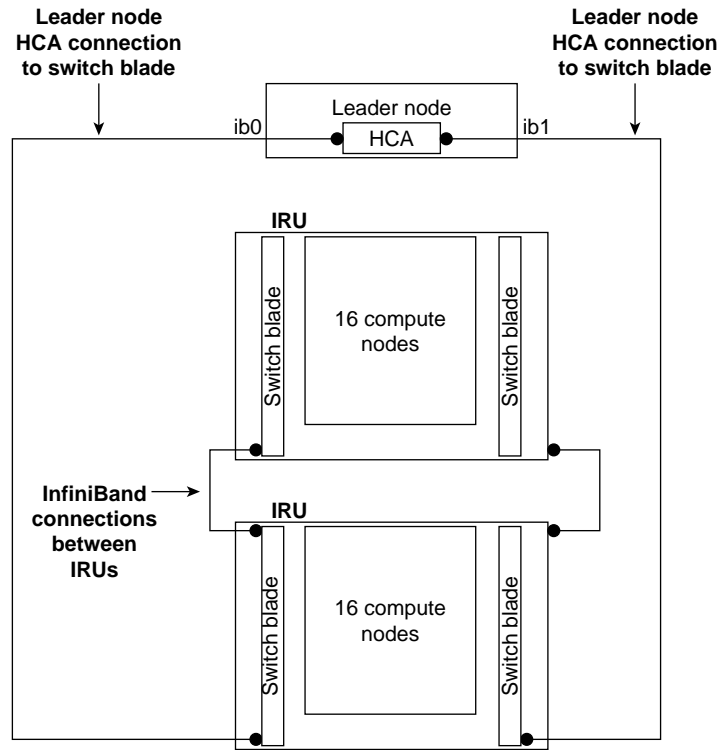 Leader node
HCA connection
to switch blade
Leader node
HCA connection
to switch blade
Leader node
ib0
HCA
ib1
IRU
Switch blade
16 compute
nodes
Switch blade
InfiniBand
connections
between
IRUs
IRU
Switch blade
16 compute
nodes
Switch blade